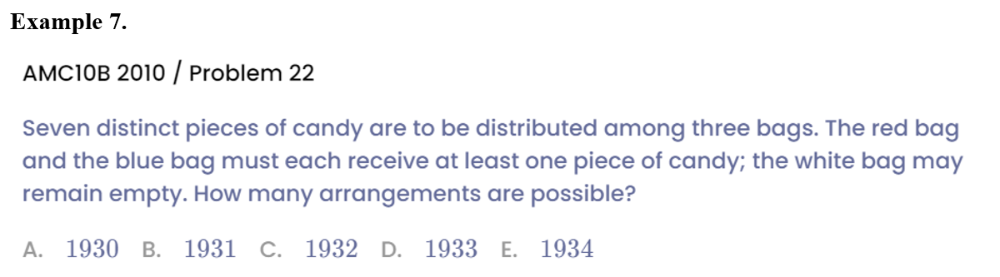 Example 7.
AMC10B 2010 / Problem 22
Seven distinct pieces of candy are to be distributed among three bags. The red bag
and the blue bag must each receive at least one piece of candy; the white bag may
remain empty. How many arrangements are possible?
A. 1930 B. 1931 C. 1932 D. 1933 E. 1934